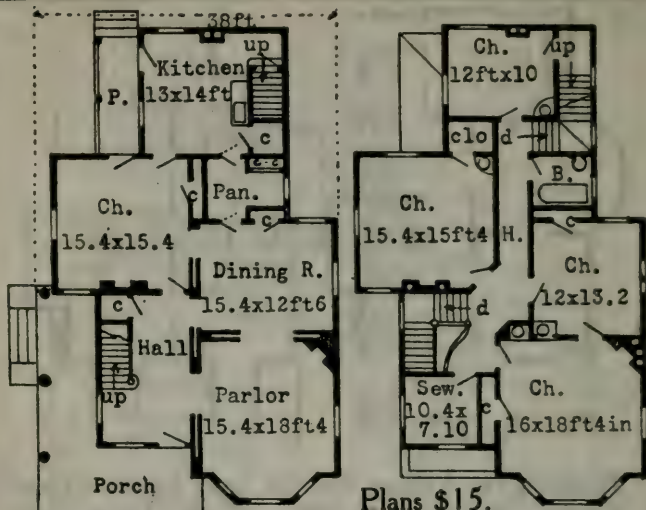 38ft
up
Kitchen
13x14ft
P.
c
Pan.
c
c
Ch.
15.4x15.4
Dining R.
15.4x12ft6
c
Hall
up
Parlor
15.4x18ft4
Porch
Ch.
12ftx10
up
clo
d
B.
Ch.
15.4x15ft4
H.
c
Ch.
12x13.2
d
Sew.
10.4x
7.10
c
Ch.
16x18ft4in
Plans $15.